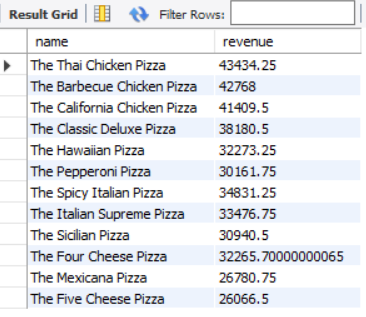 Result Grid Filter Rows:
name revenue
The Thai Chicken Pizza 43434.25
The Barbecue Chicken Pizza 42768
The California Chicken Pizza 41409.5
The Classic Deluxe Pizza 38180.5
The Hawaiian Pizza 32273.25
The Pepperoni Pizza 30161.75
The Spicy Italian Pizza 34831.25
The Italian Supreme Pizza 33476.75
The Sicilian Pizza 30940.5
The Four Cheese Pizza 32265.70000000065
The Mexicana Pizza 26780.75
The Five Cheese Pizza 26066.5